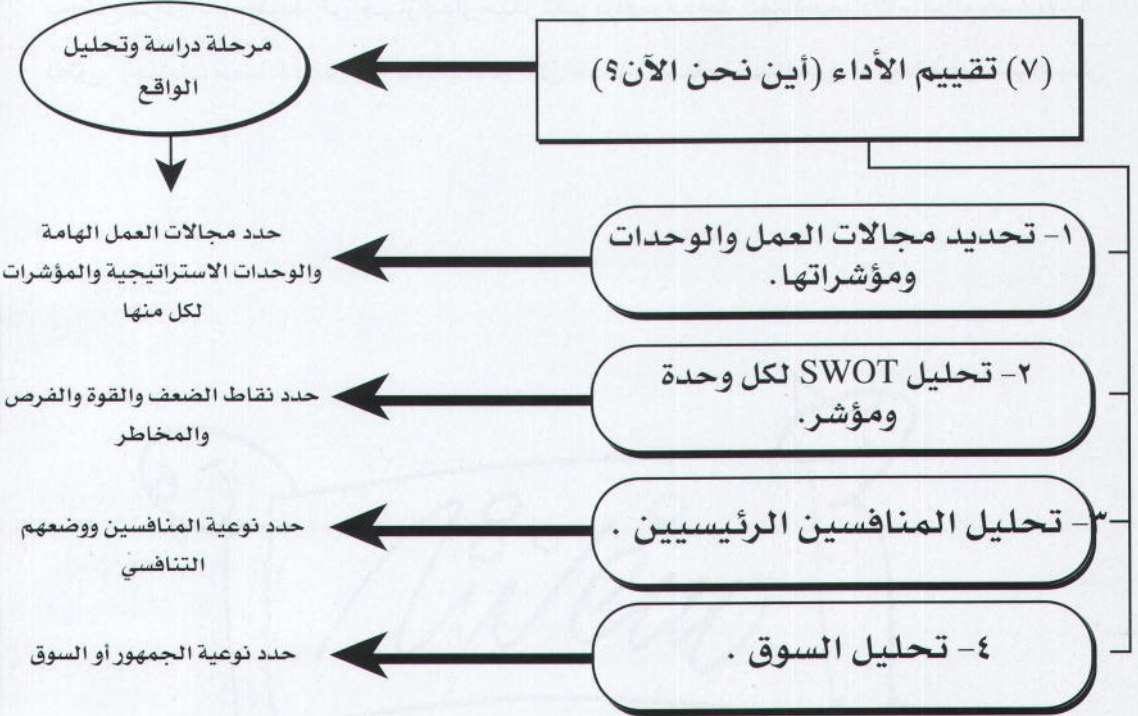 (٧) تقييم الأداء (أين نحن الآن؟)
مرحلة دراسة وتحليل
الواقع
١- تحديد مجالات العمل والوحدات
ومؤشراتها.
حدد مجالات العمل الهامة
والوحدات الاستراتيجية والمؤشرات
لكل منها
٢- تحليل SWOT لكل وحدة
ومؤشر.
حدد نقاط الضعف والقوة والفرص
والمخاطر
٣- تحليل المنافسين الرئيسيين .
حدد نوعية المنافسين ووضعهم
التنافسي
٤- تحليل السوق .
حدد نوعية الجمهور أو السوق